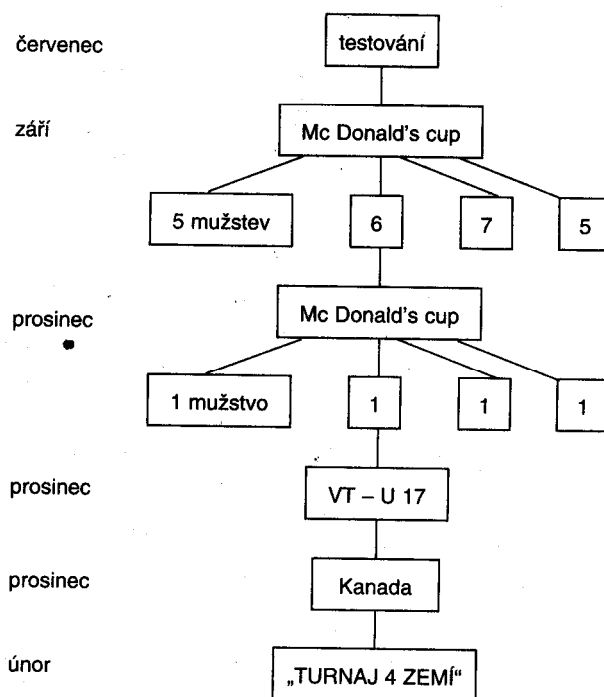 červenec testování
září Mc Donald's cup
5 mužstev 6 7 5
prosinec Mc Donald's cup
1 mužstvo 1 1 1
prosinec VT – U 17
prosinec Kanada
únor „TURNAJ 4 ZEMÍ“